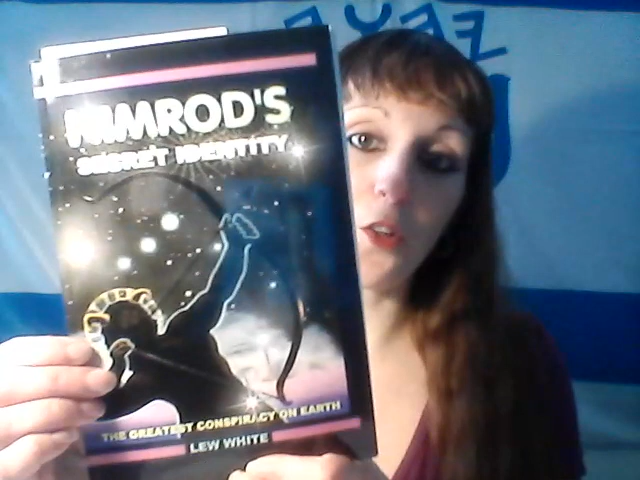 NIMROD'S
SECRET IDENTITY
THE GREATEST CONSPIRACY ON EARTH
LEW WHITE